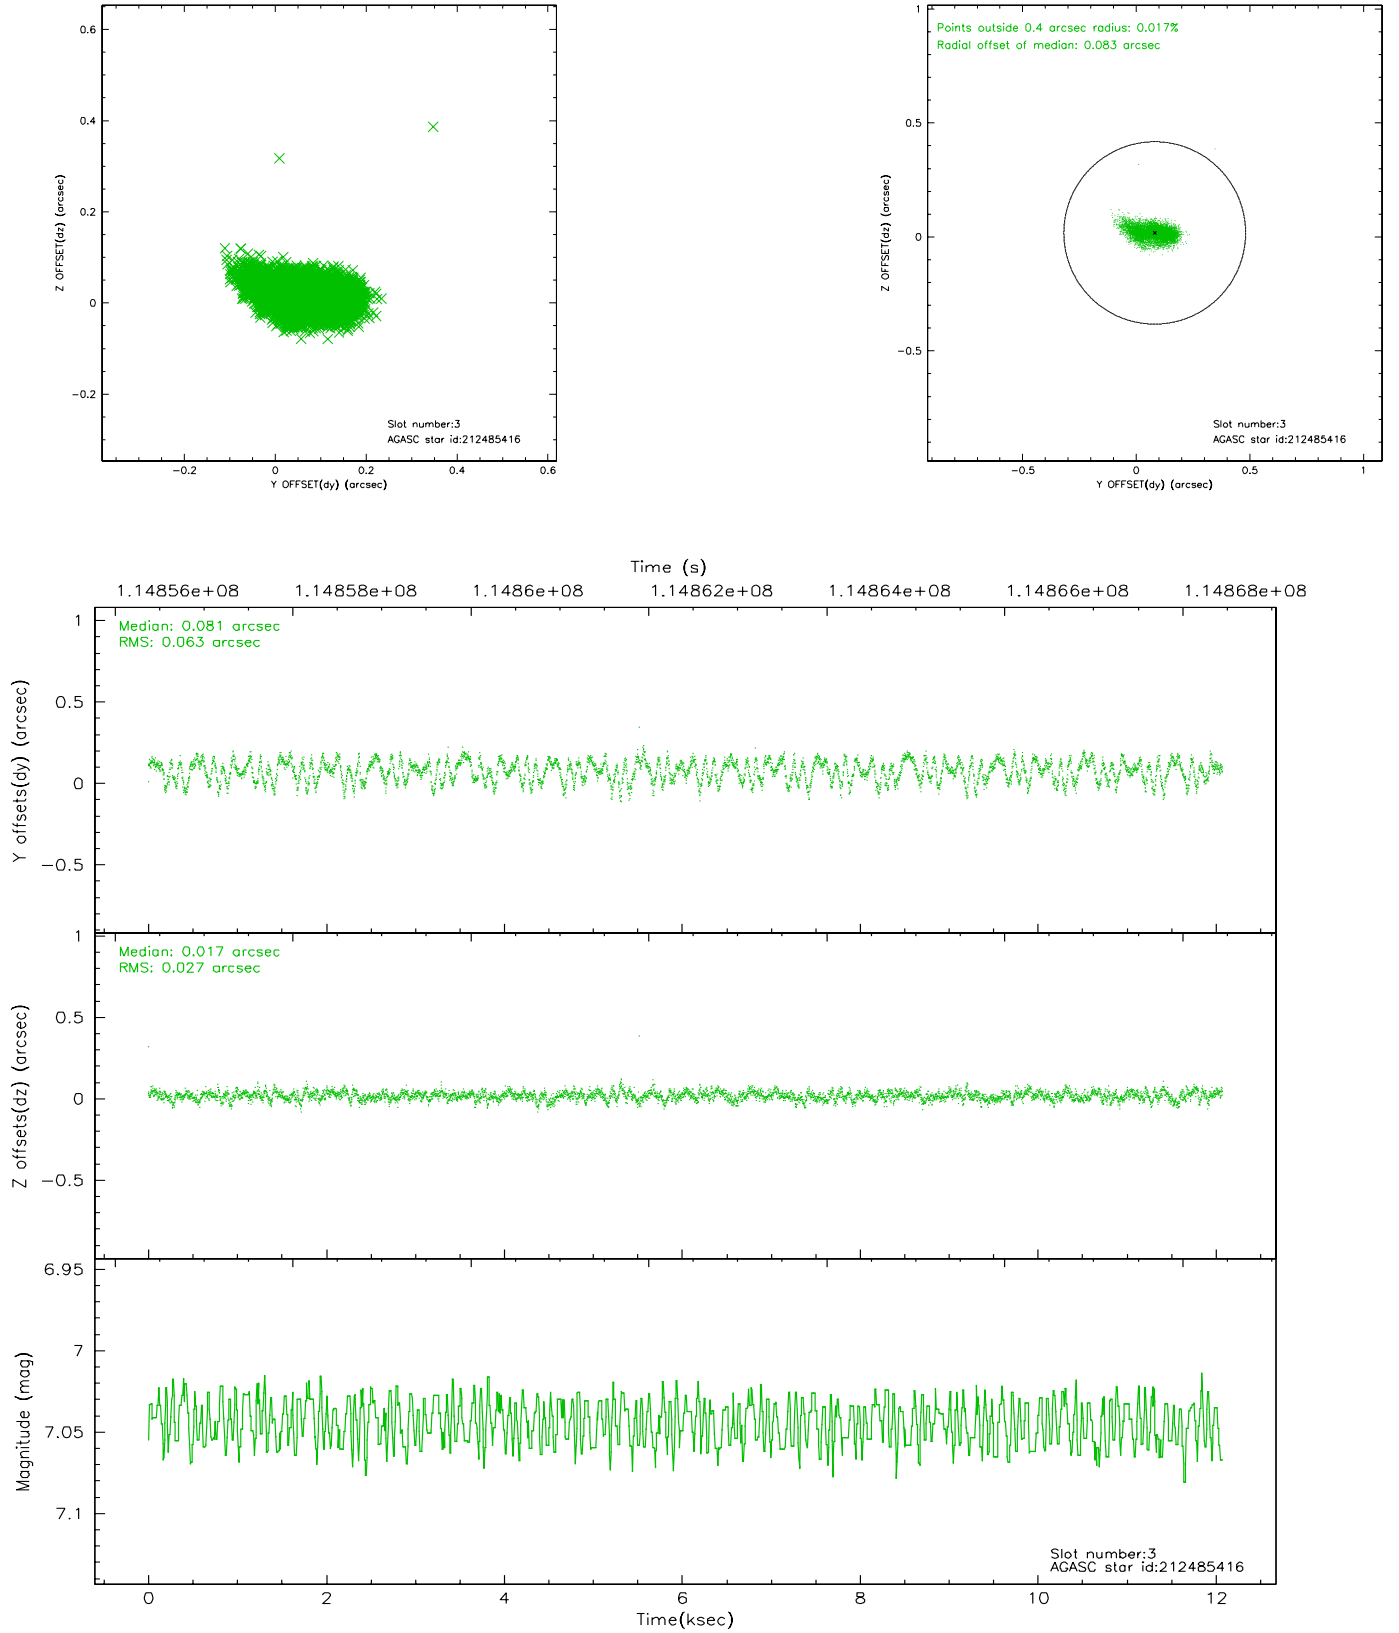 0.6
0.4
0.2
0
−0.2
Z OFFSET(dz) (arcsec)
Slot number:3
AGASC star id:212485416
−0.2 0 0.2 0.4 0.6
Y OFFSET(dy) (arcsec)
Points outside 0.4 arcsec radius: 0.017%
Radial offset of median: 0.083 arcsec
1
0.5
0
−0.5
Z OFFSET(dz) (arcsec)
Slot number:3
AGASC star id:212485416
−0.5 0 0.5 1
Y OFFSET(dy) (arcsec)
Time (s)
1.14856e+08 1.14858e+08 1.1486e+08 1.14862e+08 1.14864e+08 1.14866e+08 1.14868e+08
Median: 0.081 arcsec
RMS: 0.063 arcsec
1
0.5
0
−0.5
Y offsets(dy) (arcsec)
Median: 0.017 arcsec
RMS: 0.027 arcsec
1
0.5
0
−0.5
Z offsets(dz) (arcsec)
6.95
7
7.05
7.1
Magnitude (mag)
Slot number:3
AGASC star id:212485416
0 2 4 6 8 10 12
Time(ksec)